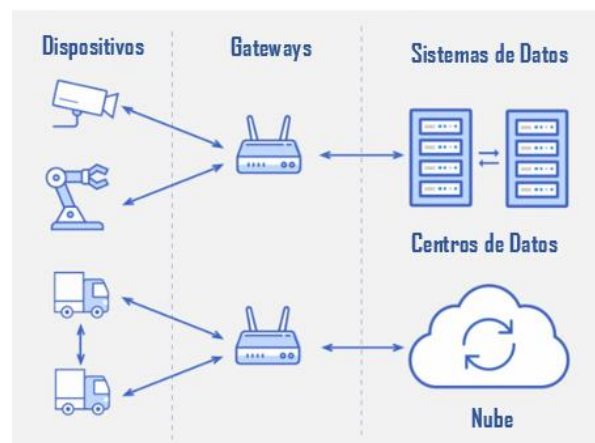 Dispositivos
Gateways
Sistemas de Datos
Centros de Datos
Nube